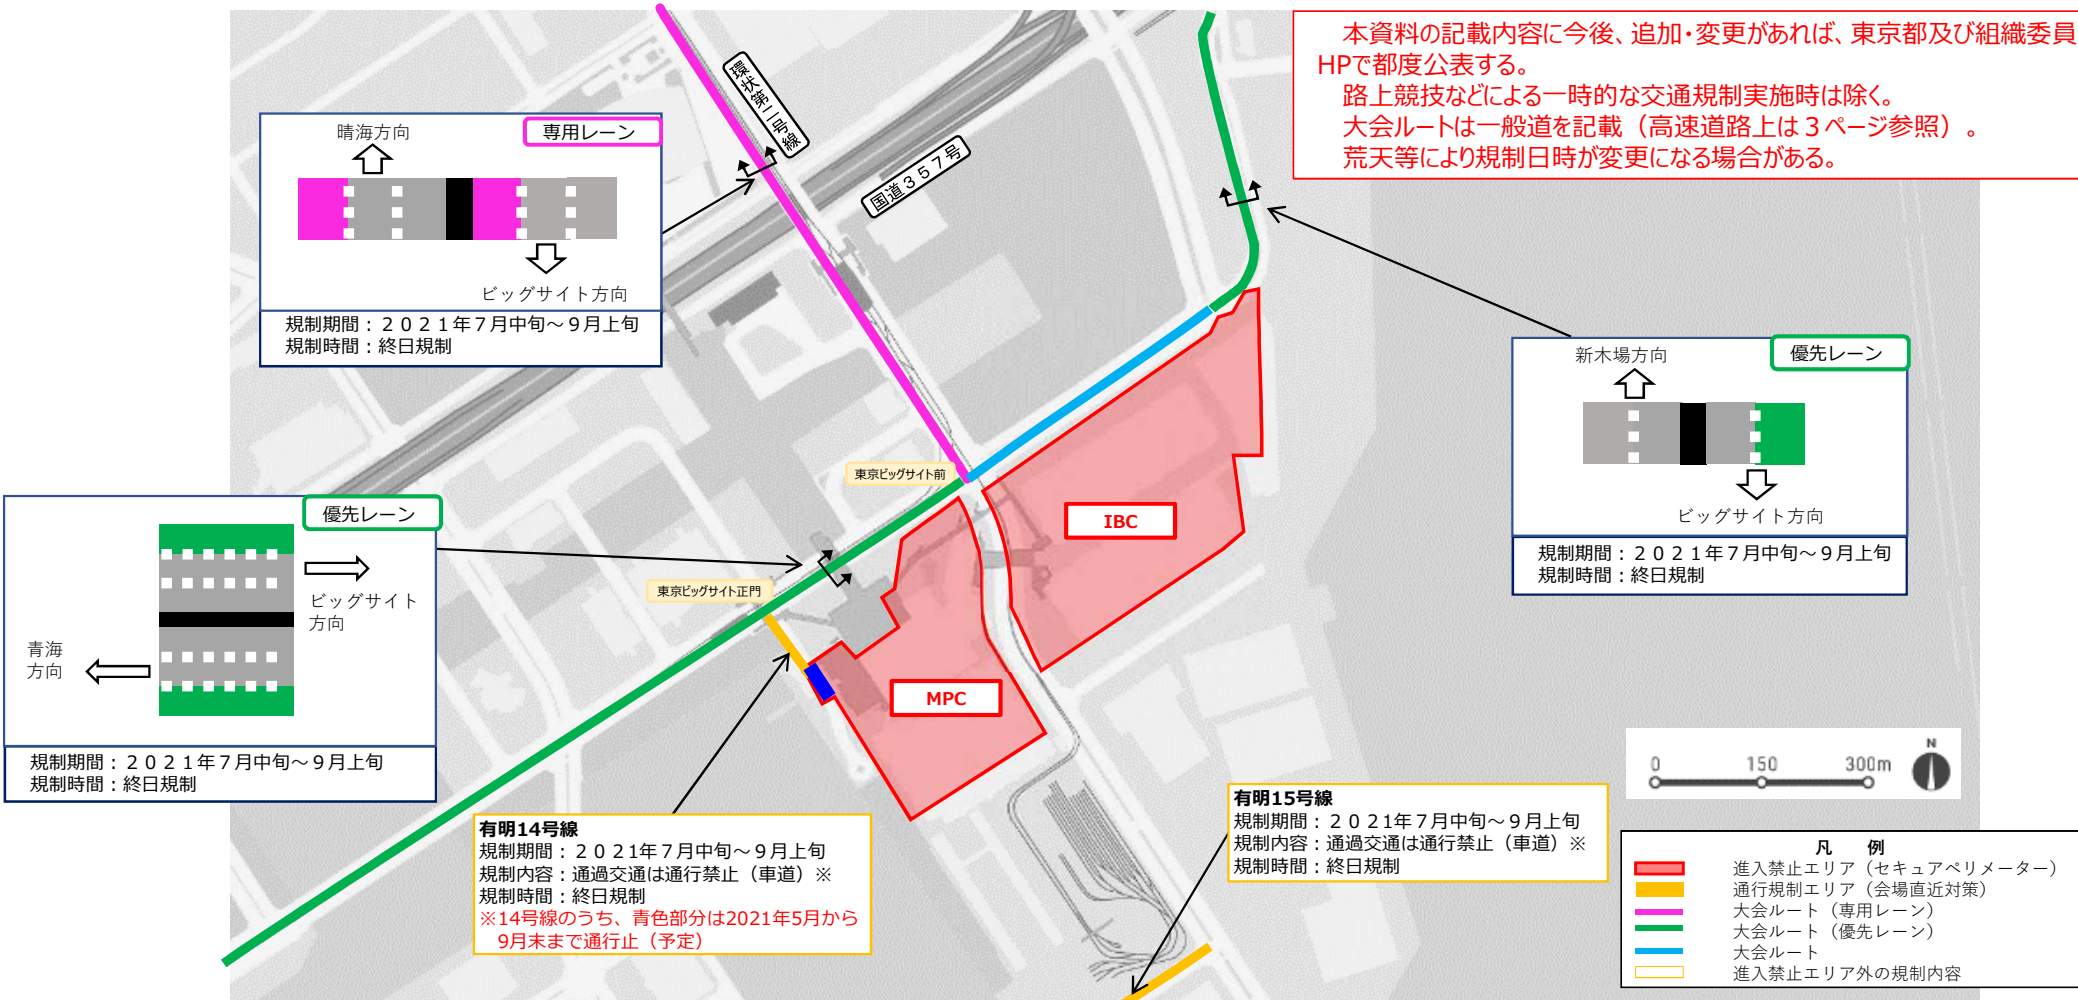 本資料の記載内容に今後、追加・変更があれば、東京都及び組織委員
HPで都度公表する。
路上競技などによる一時的な交通規制実施時は除く。
大会ルートは一般道を記載（高速道路上は３ページ参照）。
荒天等により規制日時が変更になる場合がある。
環状第二号線
国道３５７号
専用レーン
晴海方向
ビッグサイト方向
規制期間：２０２１年７月中旬～９月上旬
規制時間：終日規制
優先レーン
新木場方向
ビッグサイト方向
規制期間：２０２１年７月中旬～９月上旬
規制時間：終日規制
東京ビッグサイト前
東京ビッグサイト正門
IBC
MPC
優先レーン
ビッグサイト
方向
青海
方向
規制期間：２０２１年７月中旬～９月上旬
規制時間：終日規制
有明14号線
規制期間：２０２１年７月中旬～９月上旬
規制内容：通過交通は通行禁止（車道）※
規制時間：終日規制
※14号線のうち、青色部分は2021年5月から
9月末まで通行止（予定）
有明15号線
規制期間：２０２１年７月中旬～９月上旬
規制内容：通過交通は通行禁止（車道）※
規制時間：終日規制
0 150 300m
N
凡 例
進入禁止エリア（セキュアペリメーター）
通行規制エリア（会場直近対策）
大会ルート（専用レーン）
大会ルート（優先レーン）
大会ルート
進入禁止エリア外の規制内容